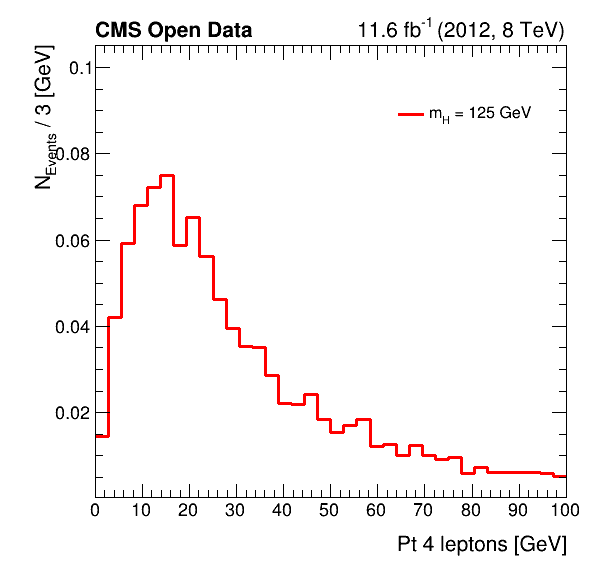 CMS Open Data
11.6 fb⁻¹ (2012, 8 TeV)
N_Events / 3 [GeV]
m_H = 125 GeV
0.1
0.08
0.06
0.04
0.02
0 10 20 30 40 50 60 70 80 90 100
Pt 4 leptons [GeV]